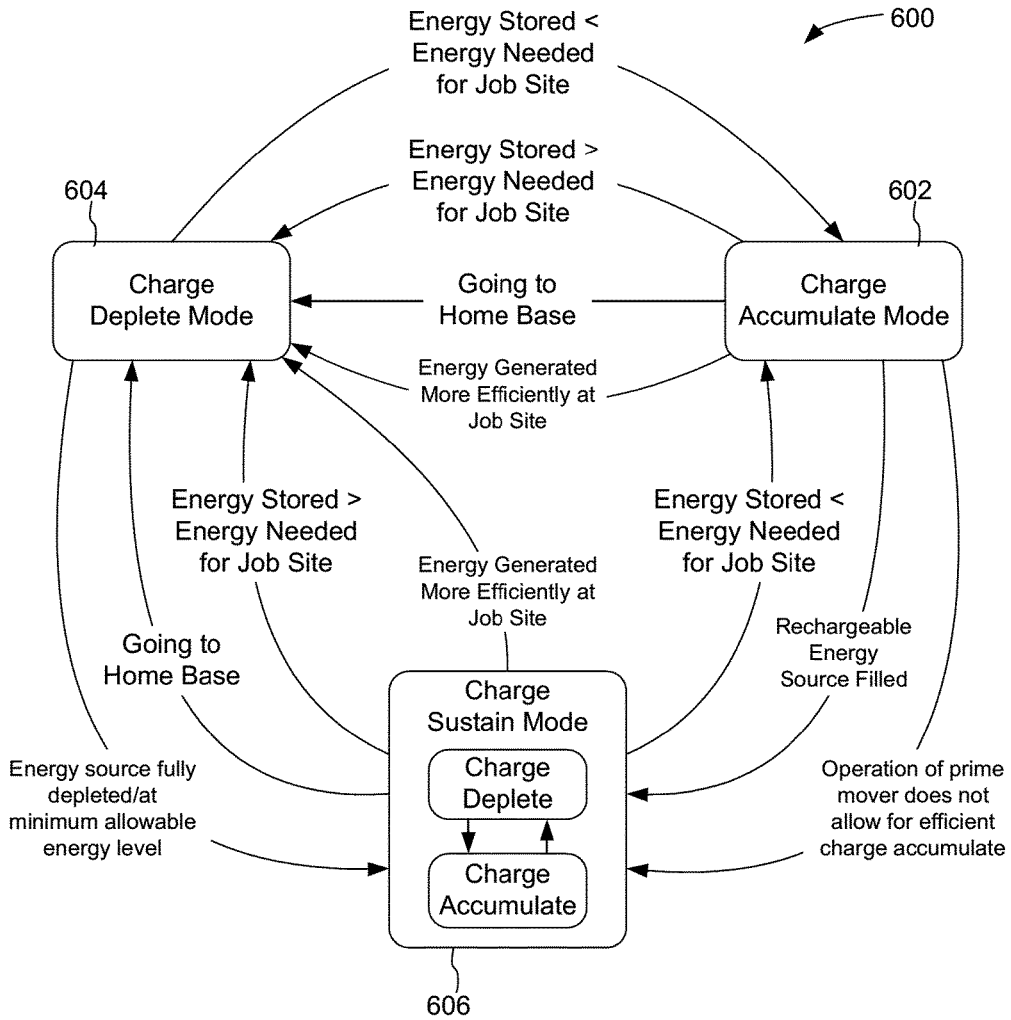 Energy Stored <
Energy Needed
for Job Site
600
Energy Stored >
Energy Needed
for Job Site
604
602
Charge
Deplete Mode
Going to
Home Base
Charge
Accumulate Mode
Energy Generated
More Efficiently at
Job Site
Energy Stored >
Energy Needed
for Job Site
Energy Stored <
Energy Needed
for Job Site
Energy Generated
More Efficiently at
Job Site
Going to
Home Base
Rechargeable
Energy
Source Filled
Charge
Sustain Mode
Charge
Deplete
Charge
Accumulate
Energy source fully
depleted/at
minimum allowable
energy level
Operation of prime
mover does not
allow for efficient
charge accumulate
606